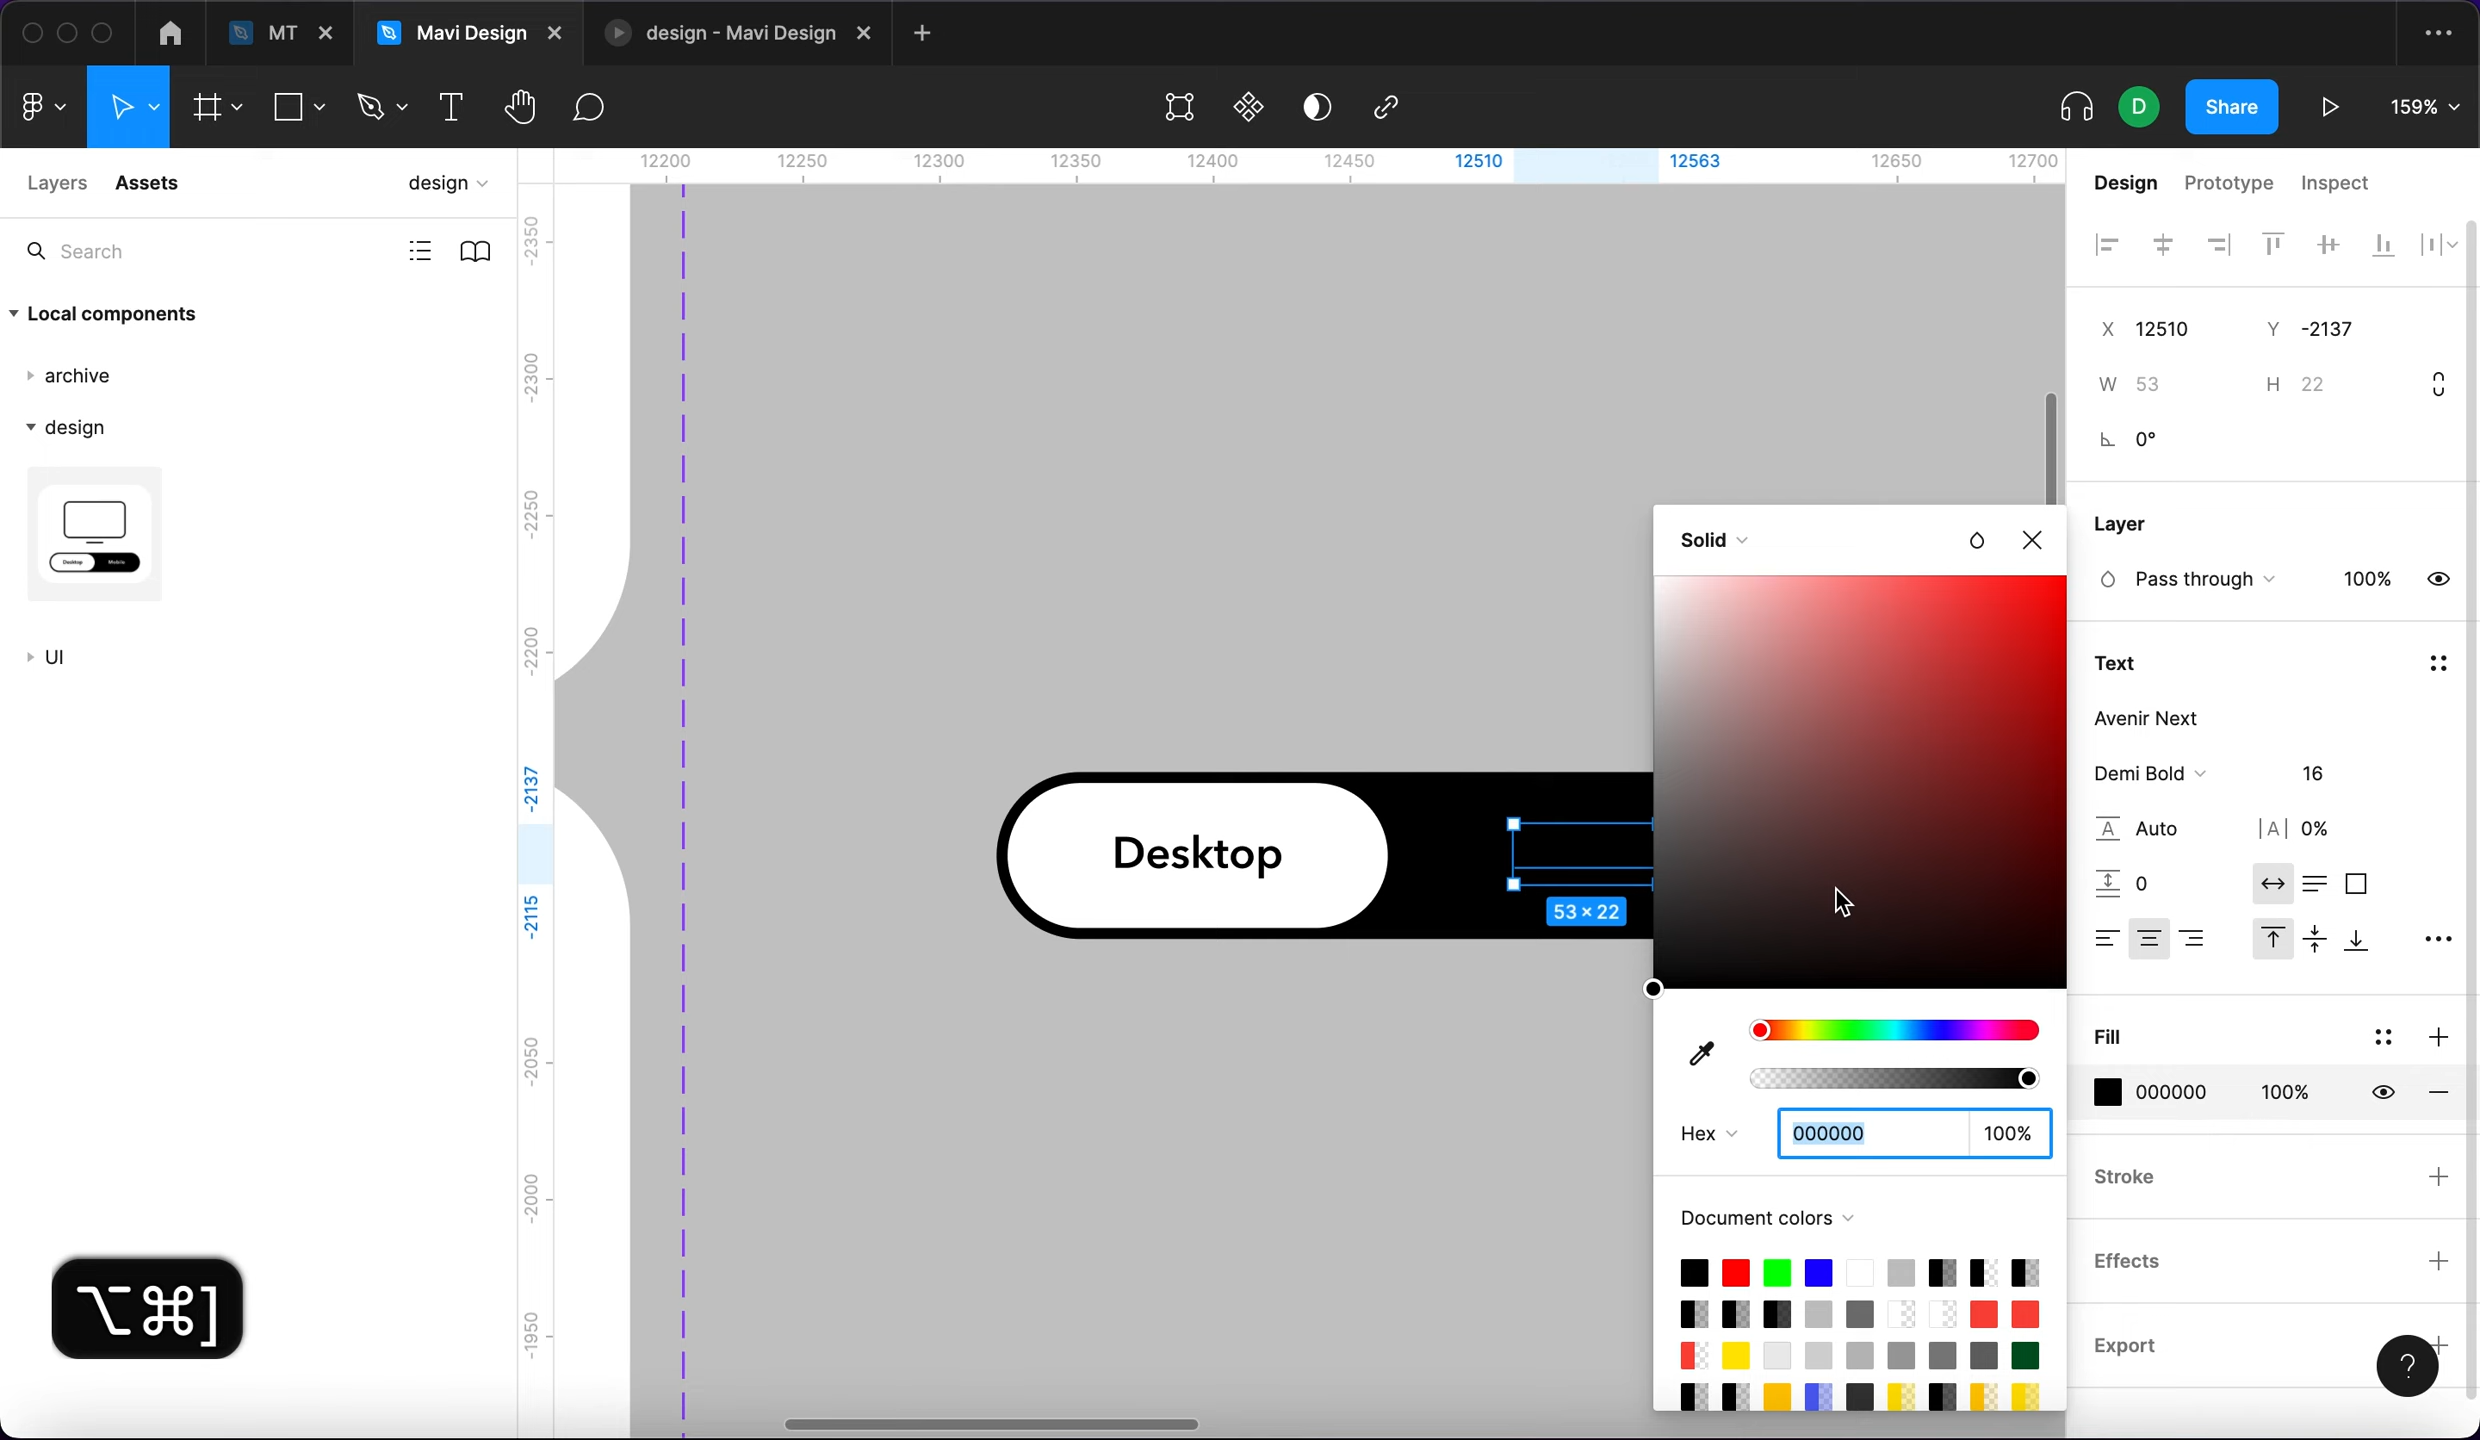 MT
Mavi Design
design - Mavi Design
D
Share
159%
Layers
Assets
design
Search
Local components
archive
design
Desktop
Mobile
UI
12200
12250
12300
12350
12400
12450
12510
12563
12650
12700
-2350
-2300
-2250
-2200
-2137
-2115
-2050
-2000
-1950
Desktop
53 × 22
Solid
Hex
000000
100%
Document colors
Design
Prototype
Inspect
X 12510
Y -2137
W 53
H 22
0°
Layer
Pass through
100%
Text
Avenir Next
Demi Bold
16
A Auto
|A| 0%
0
Fill
000000
100%
Stroke
Effects
Export
?
⌥⌘]